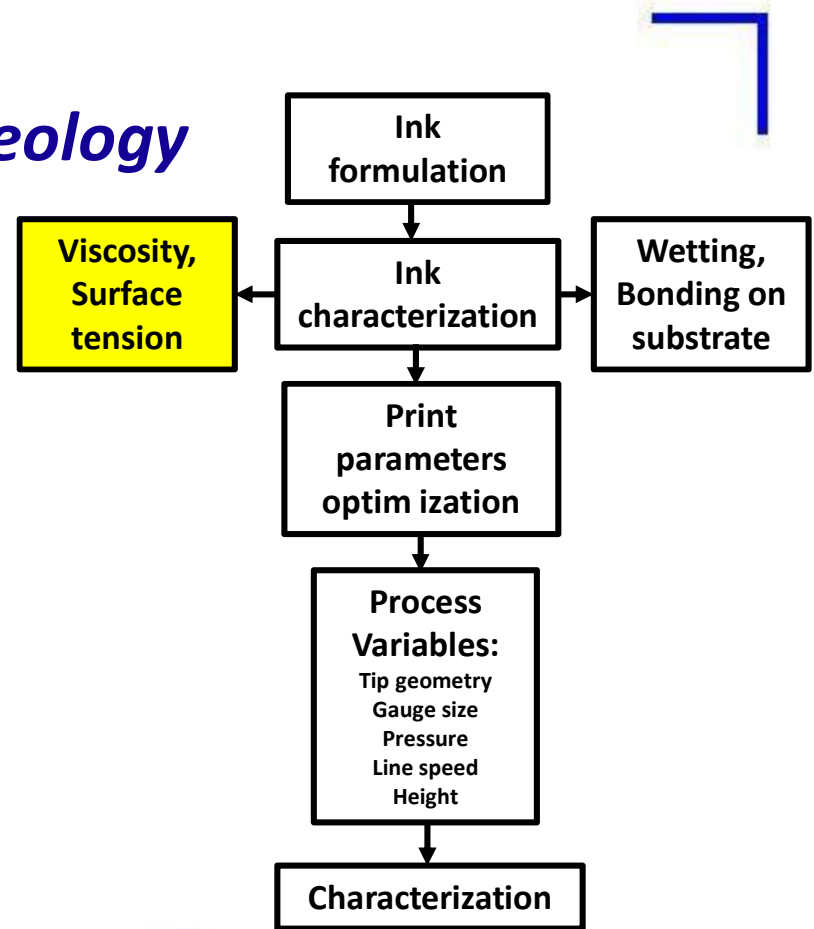 eology
Ink
formulation
Viscosity,
Surface
tension
Ink
characterization
Wetting,
Bonding on
substrate
Print
parameters
optim ization
Process
Variables:
Tip geometry
Gauge size
Pressure
Line speed
Height
Characterization